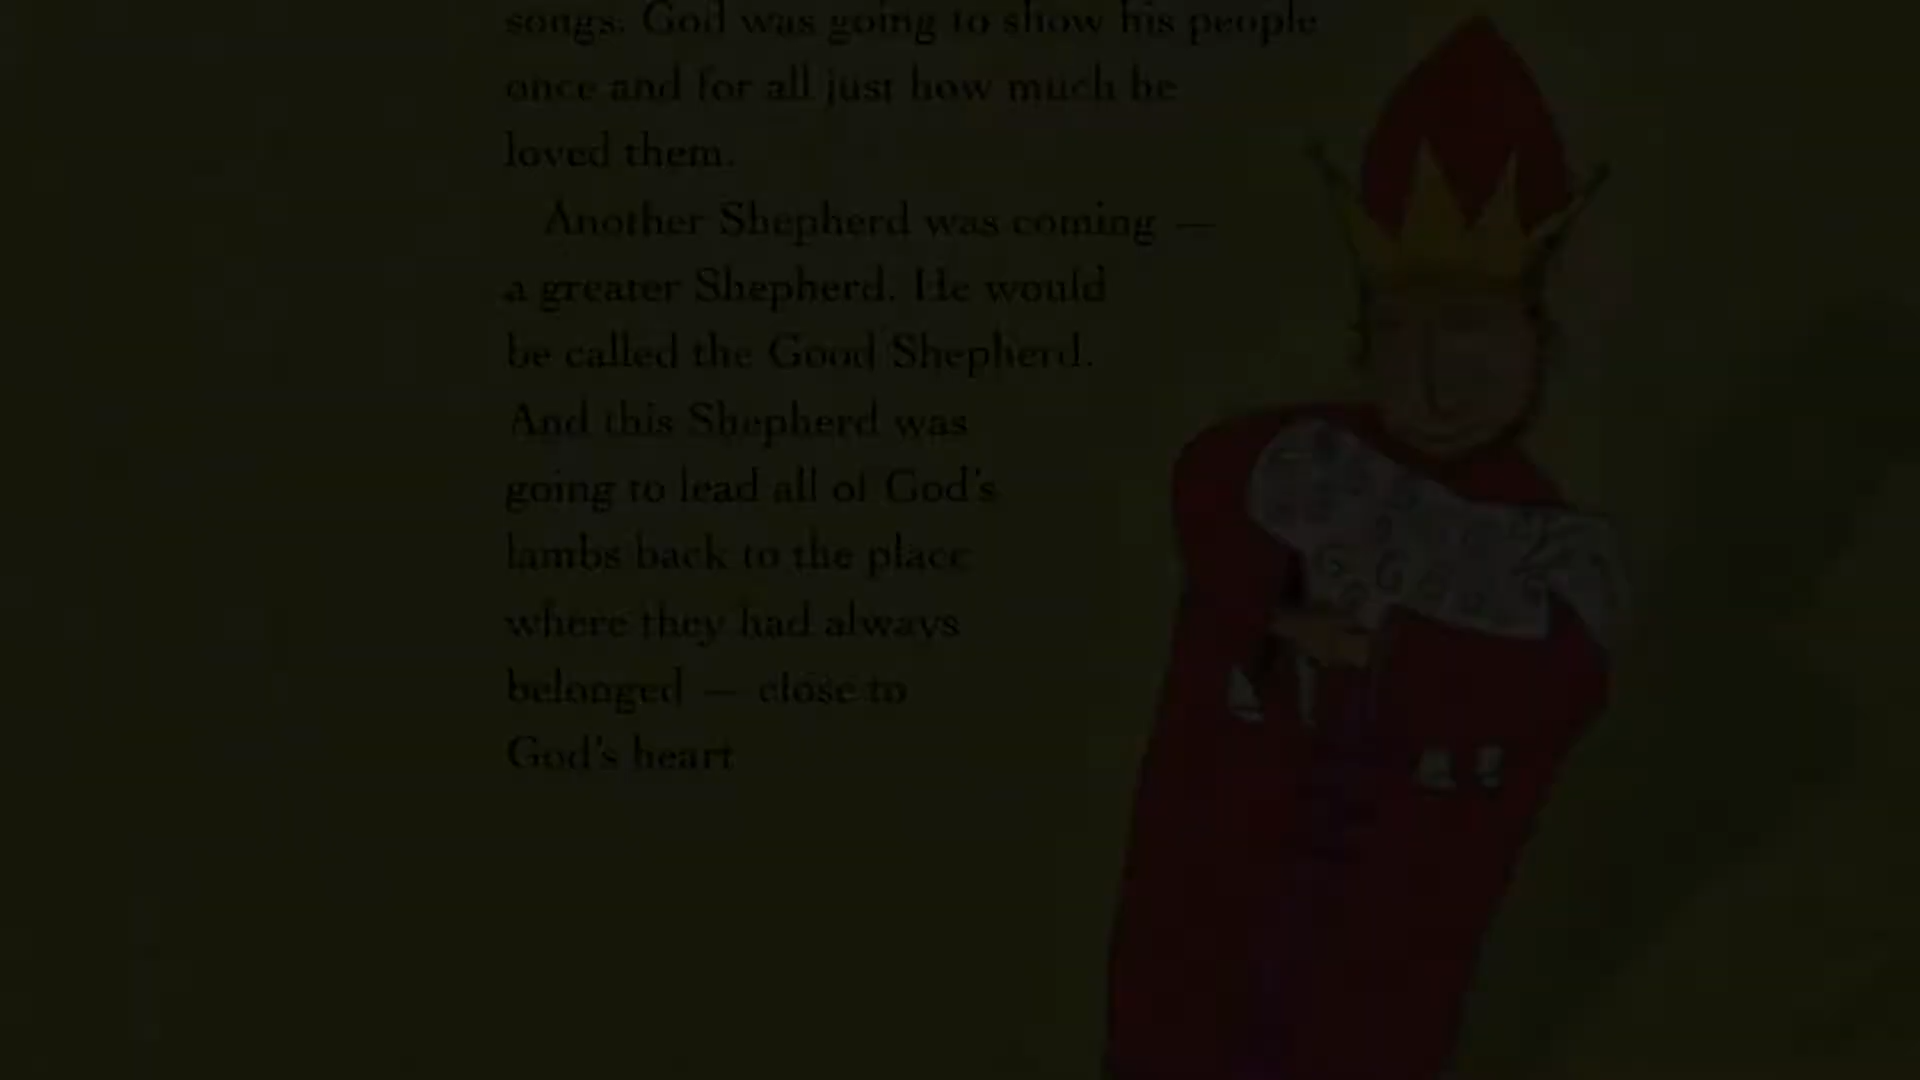 songs. God was going to show his people
once and for all just how much he
loved them.
Another Shepherd was coming —
a greater Shepherd. He would
be called the Good Shepherd.
And this Shepherd was
going to lead all of God's
lambs back to the place
where they had always
belonged — close to
God's heart